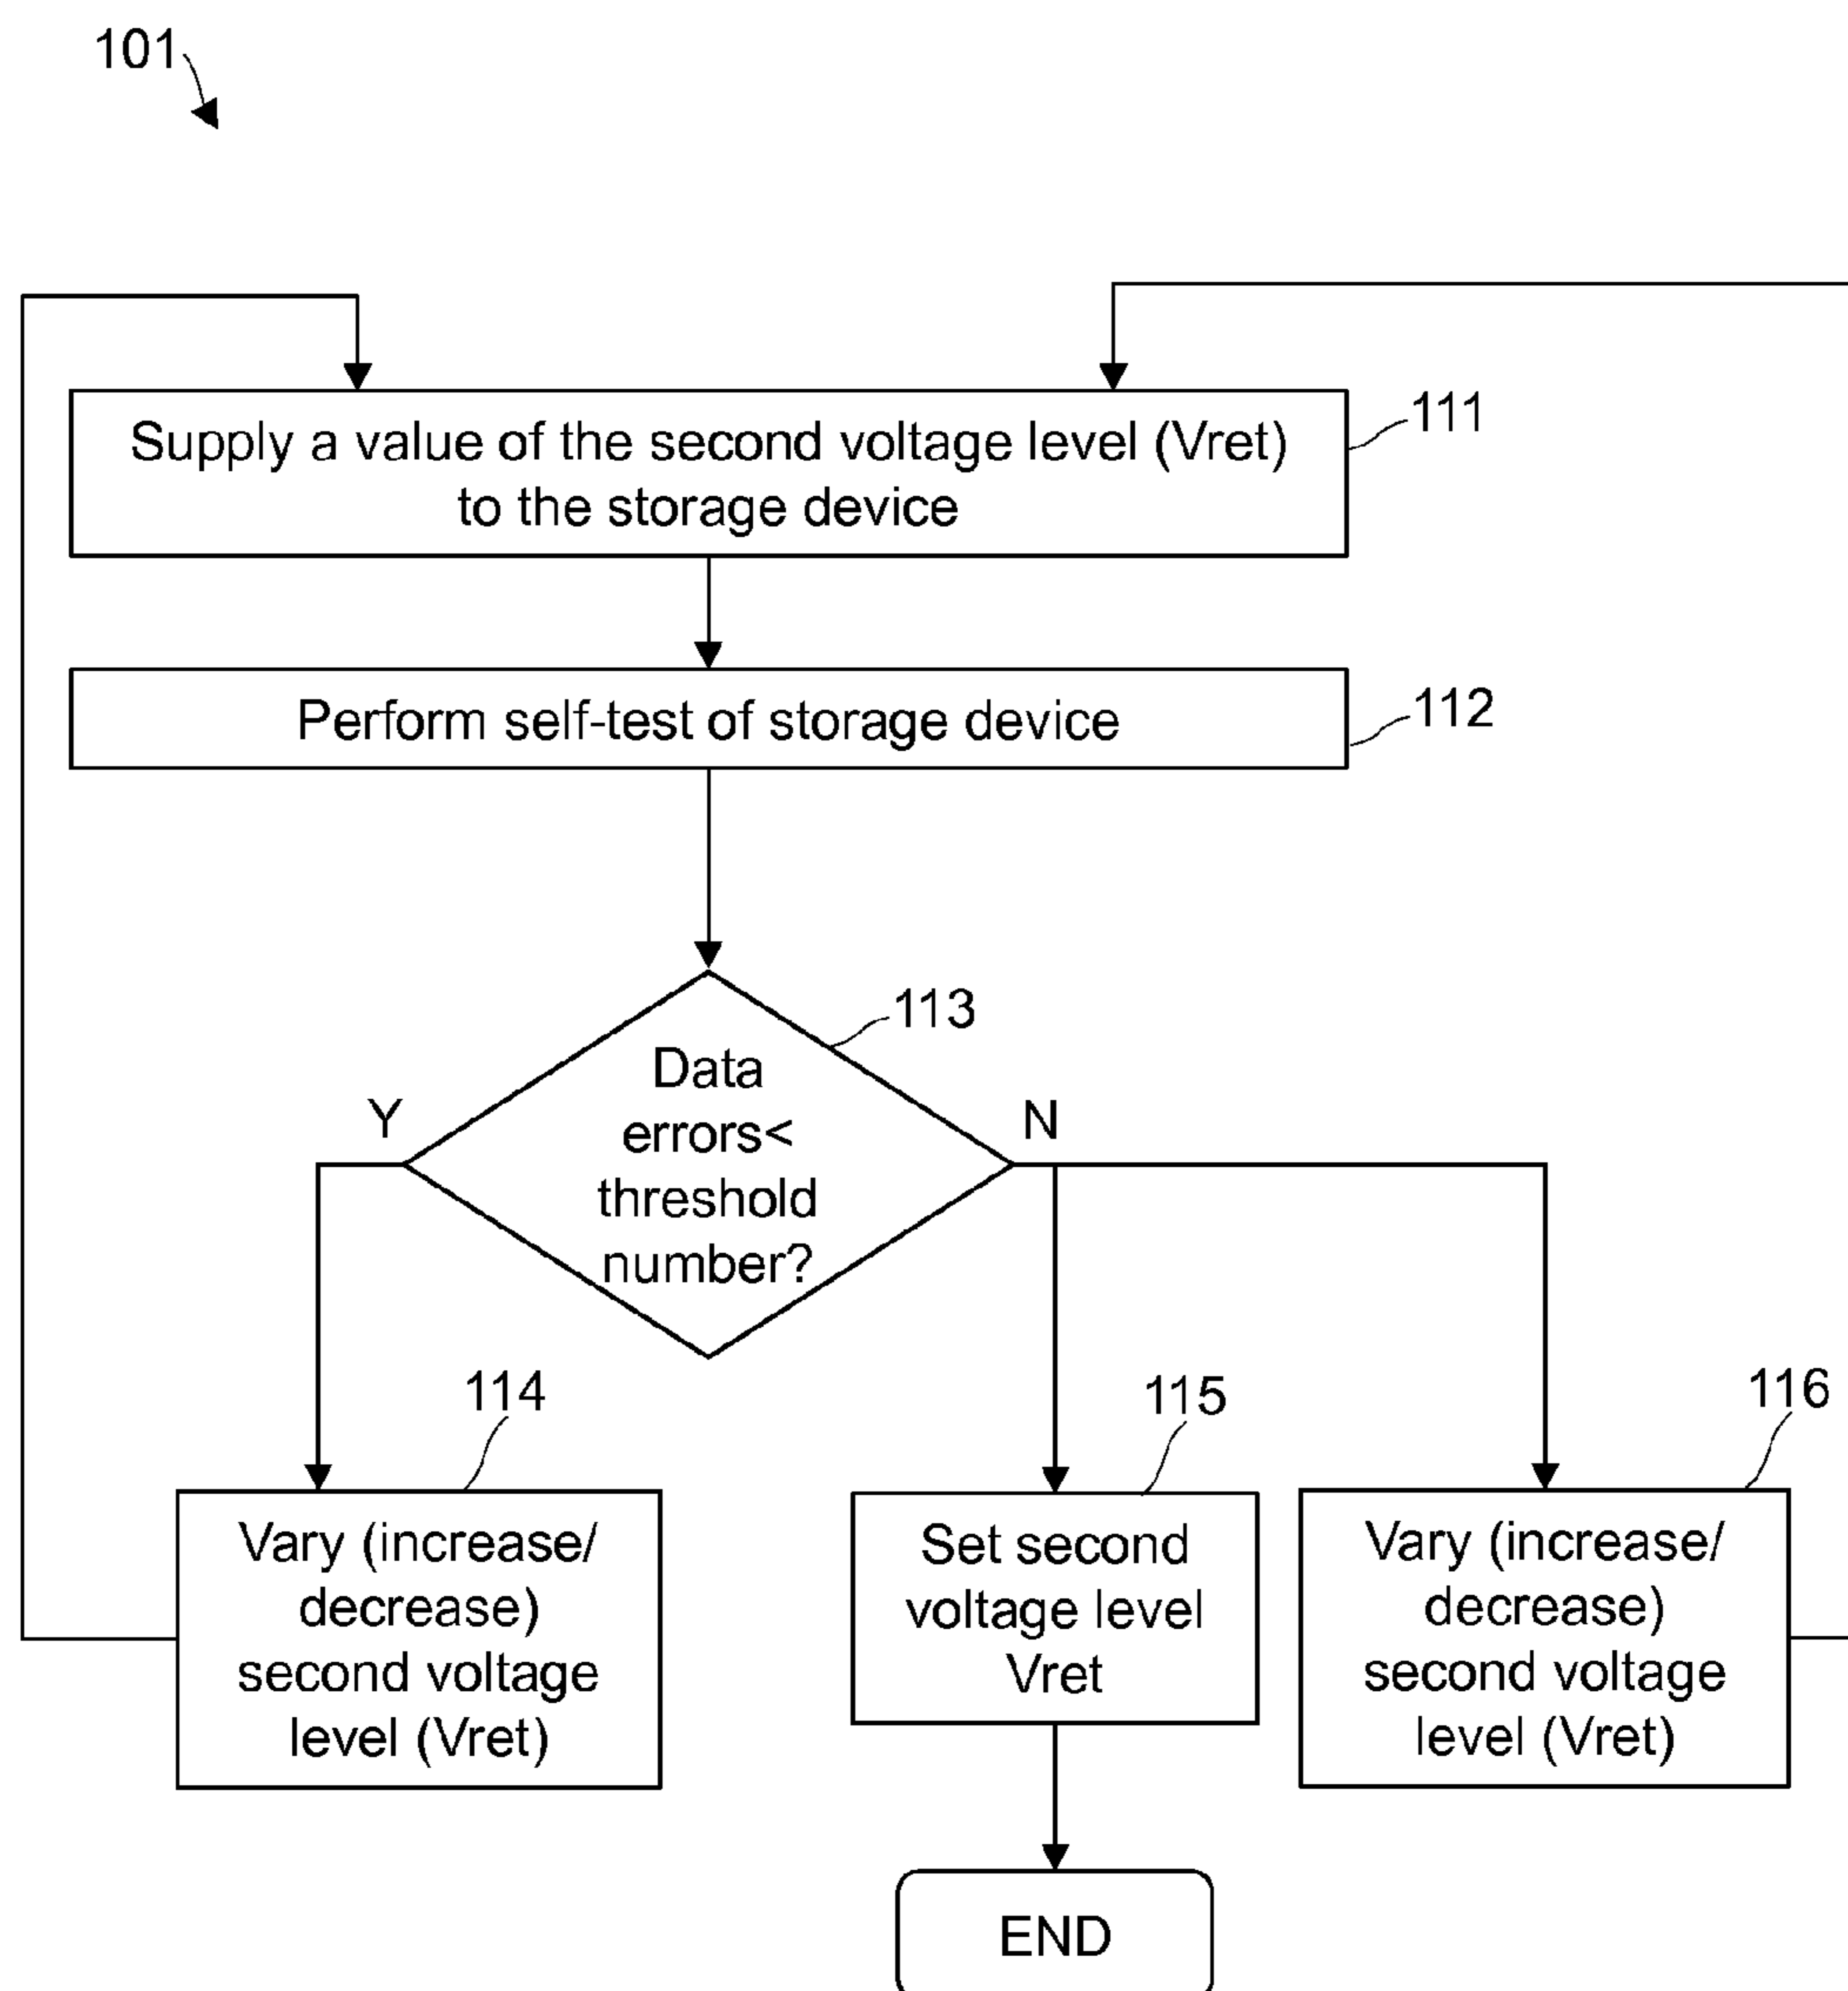 101
Supply a value of the second voltage level (Vret)
to the storage device
111
Perform self-test of storage device
112
113
Data
errors<
threshold
number?
Y
N
114
Vary (increase/
decrease)
second voltage
level (Vret)
115
Set second
voltage level
Vret
116
Vary (increase/
decrease)
second voltage
level (Vret)
END